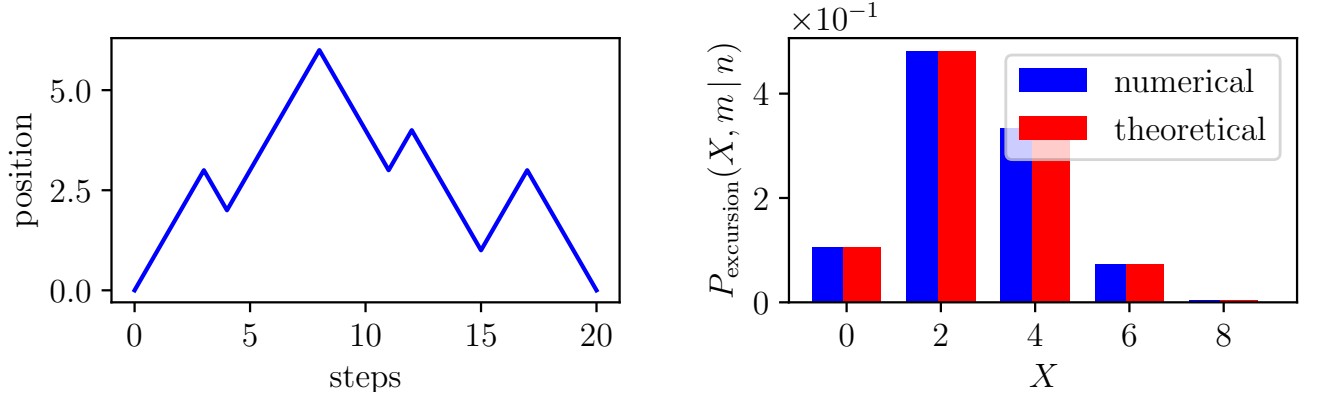 position
5.0
2.5
0.0
0 5 10 15 20
steps
×10⁻¹
P_excursion(X, m | n)
4
2
0
numerical
theoretical
0 2 4 6 8
X